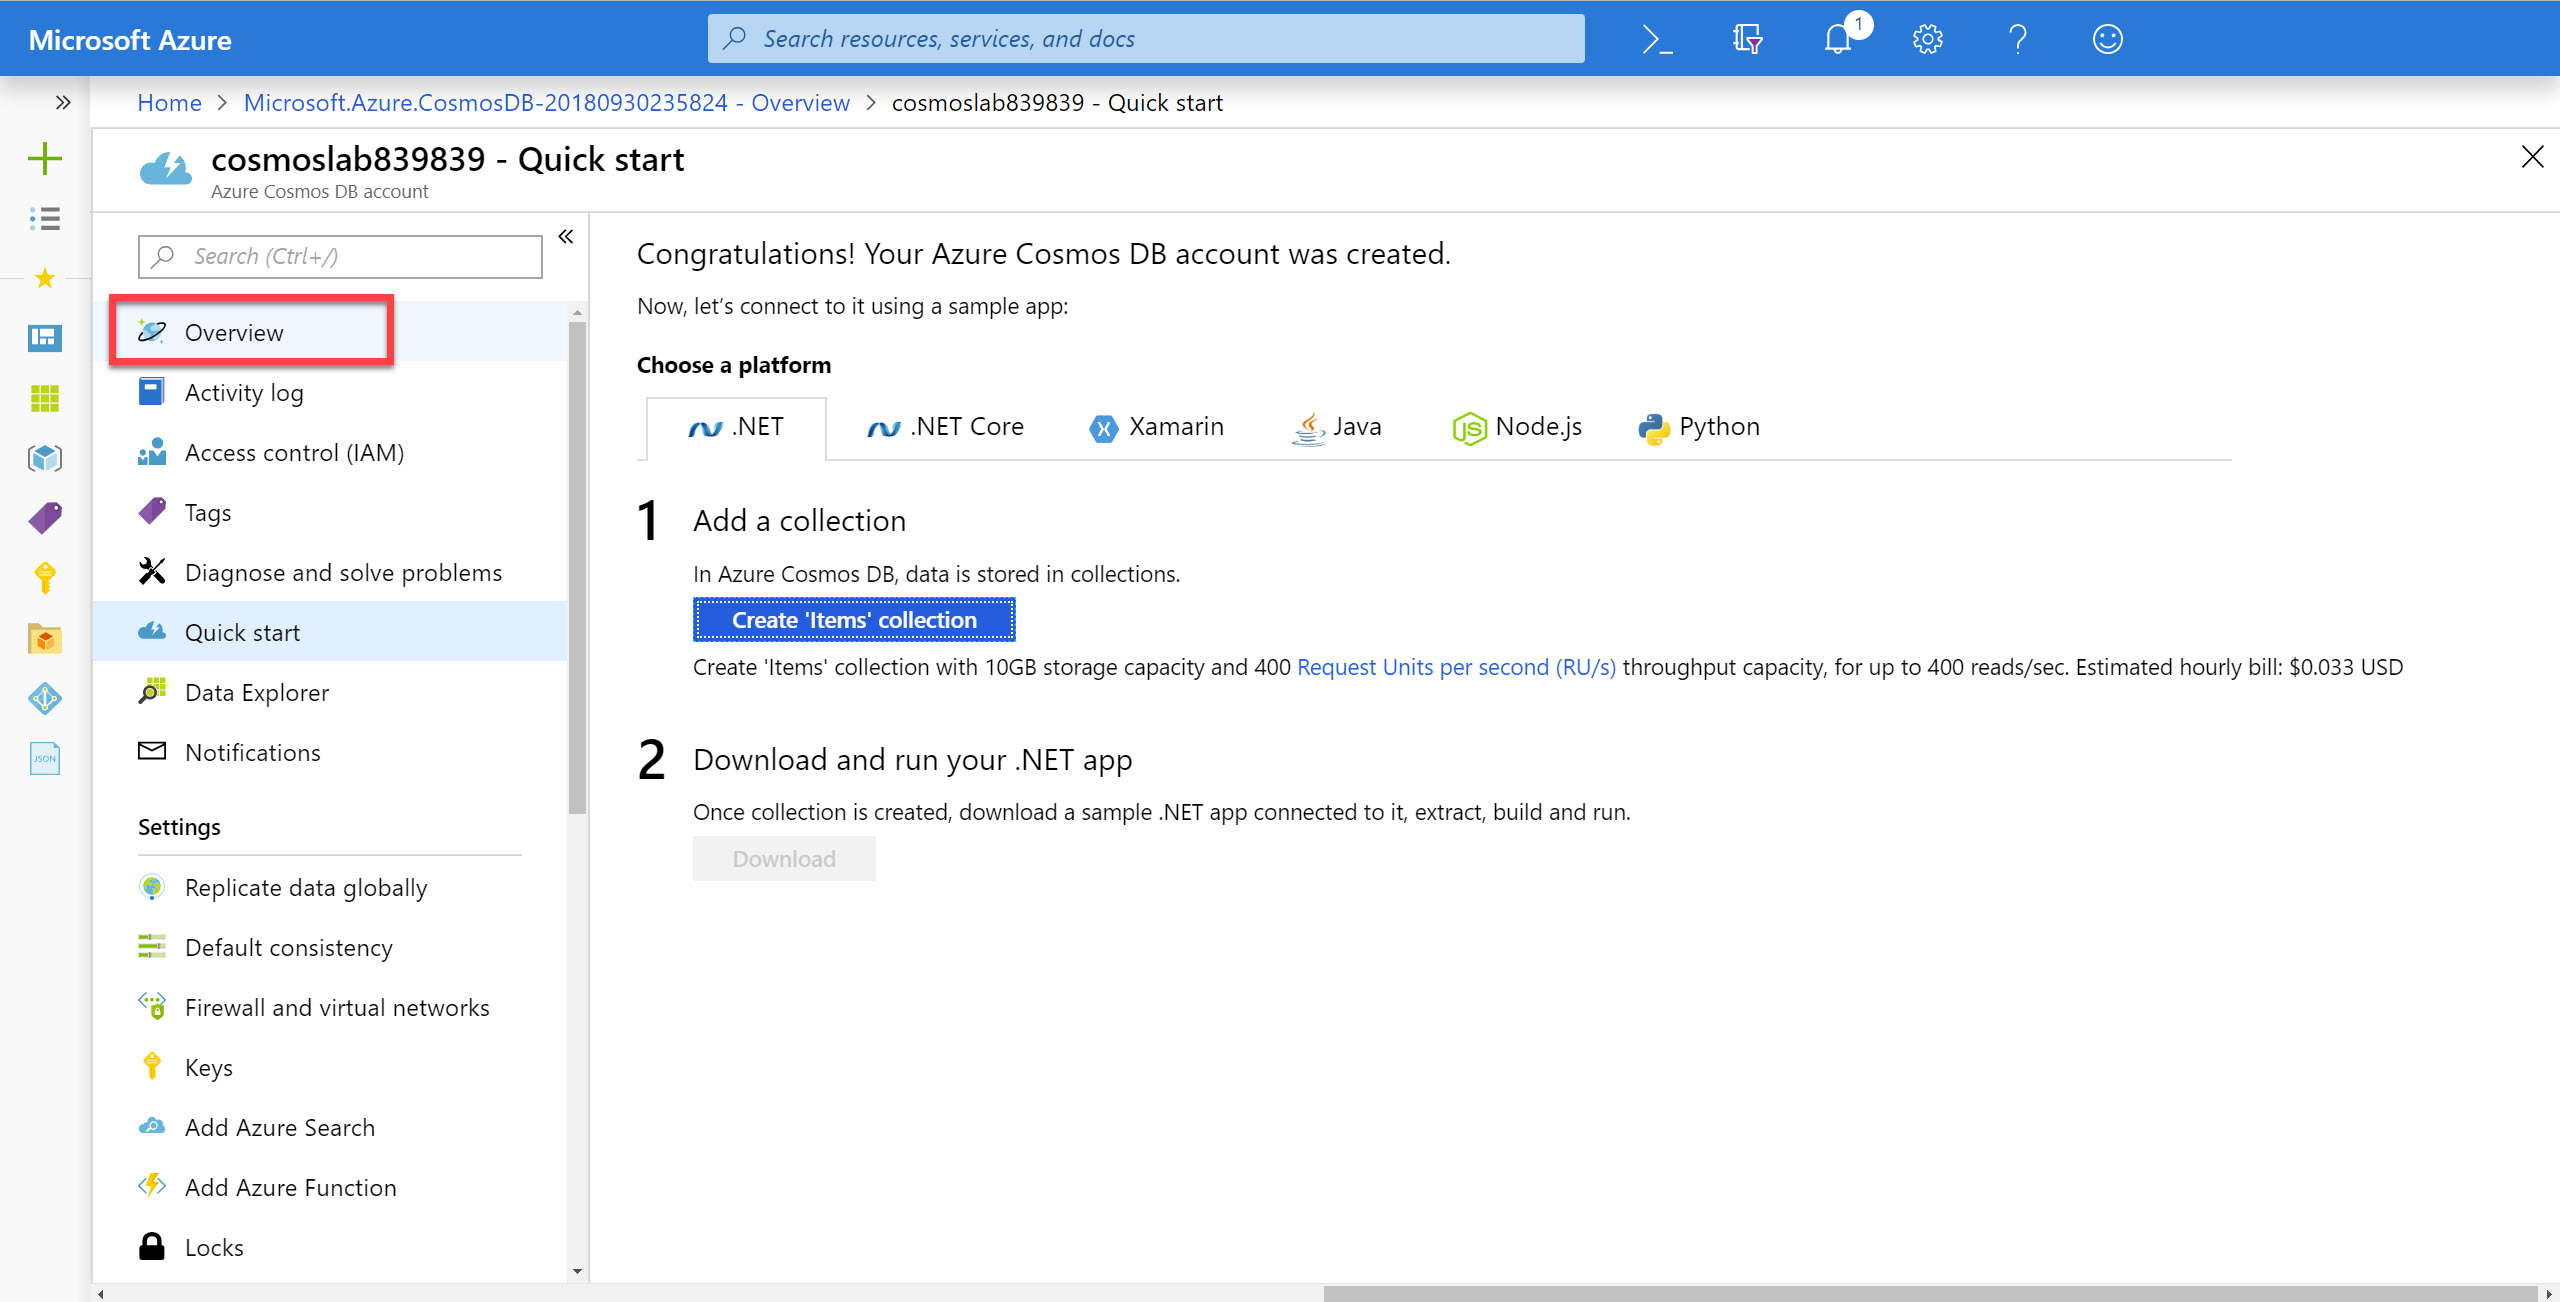 Microsoft Azure
Search resources, services, and docs
1
Home > Microsoft.Azure.CosmosDB-20180930235824 - Overview > cosmoslab839839 - Quick start
cosmoslab839839 - Quick start
Azure Cosmos DB account
Search (Ctrl+/)
Overview
Activity log
Access control (IAM)
Tags
Diagnose and solve problems
Quick start
Data Explorer
Notifications
Settings
Replicate data globally
Default consistency
Firewall and virtual networks
Keys
Add Azure Search
Add Azure Function
Locks
JSON
Congratulations! Your Azure Cosmos DB account was created.
Now, let’s connect to it using a sample app:
Choose a platform
.NET .NET Core Xamarin Java Node.js Python
1 Add a collection
In Azure Cosmos DB, data is stored in collections.
Create 'Items' collection
Create 'Items' collection with 10GB storage capacity and 400 Request Units per second (RU/s) throughput capacity, for up to 400 reads/sec. Estimated hourly bill: $0.033 USD
2 Download and run your .NET app
Once collection is created, download a sample .NET app connected to it, extract, build and run.
Download